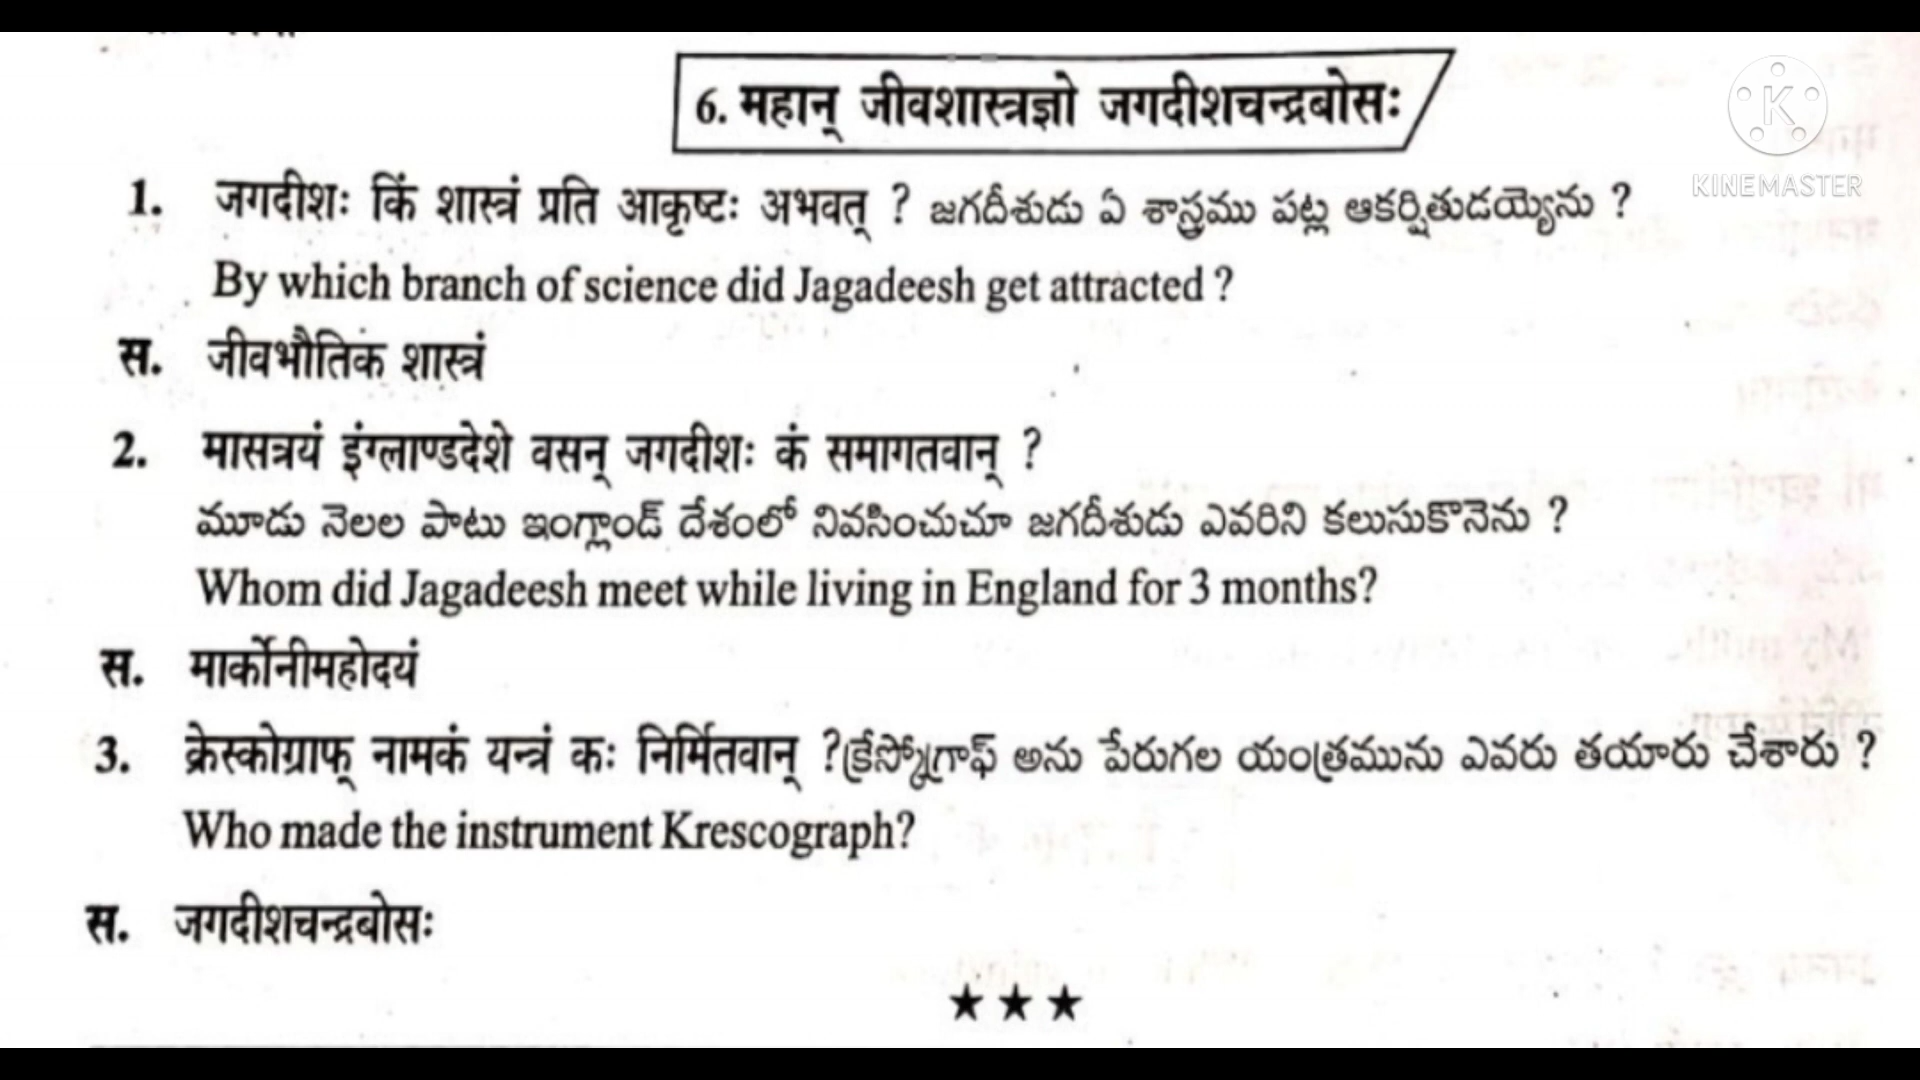 6. महान् जीवशास्त्रज्ञो जगदीशचन्द्रबोसः
KINEMASTER
1. जगदीशः किं शास्त्रं प्रति आकृष्टः अभवत् ? జగదీశుడు ఏ శాస్త్రము పట్ల ఆకర్షితుడయ్యెను ?
By which branch of science did Jagadeesh get attracted ?
स. जीवभौतिक शास्त्रं
2. मासत्रयं इंग्लाण्डदेशे वसन् जगदीशः कं समागतवान् ?
మూడు నెలల పాటు ఇంగ్లాండ్ దేశంలో నివసించుచూ జగదీశుడు ఎవరిని కలుసుకొనెను ?
Whom did Jagadeesh meet while living in England for 3 months?
स. मार्कोनीमहोदयं
3. क्रेस्कोग्राफ् नामकं यन्त्रं कः निर्मितवान् ?క్రేస్కోగ్రాఫ్ అను పేరుగల యంత్రమును ఎవరు తయారు చేశారు ?
Who made the instrument Krescograph?
स. जगदीशचन्द्रबोसः
★ ★ ★